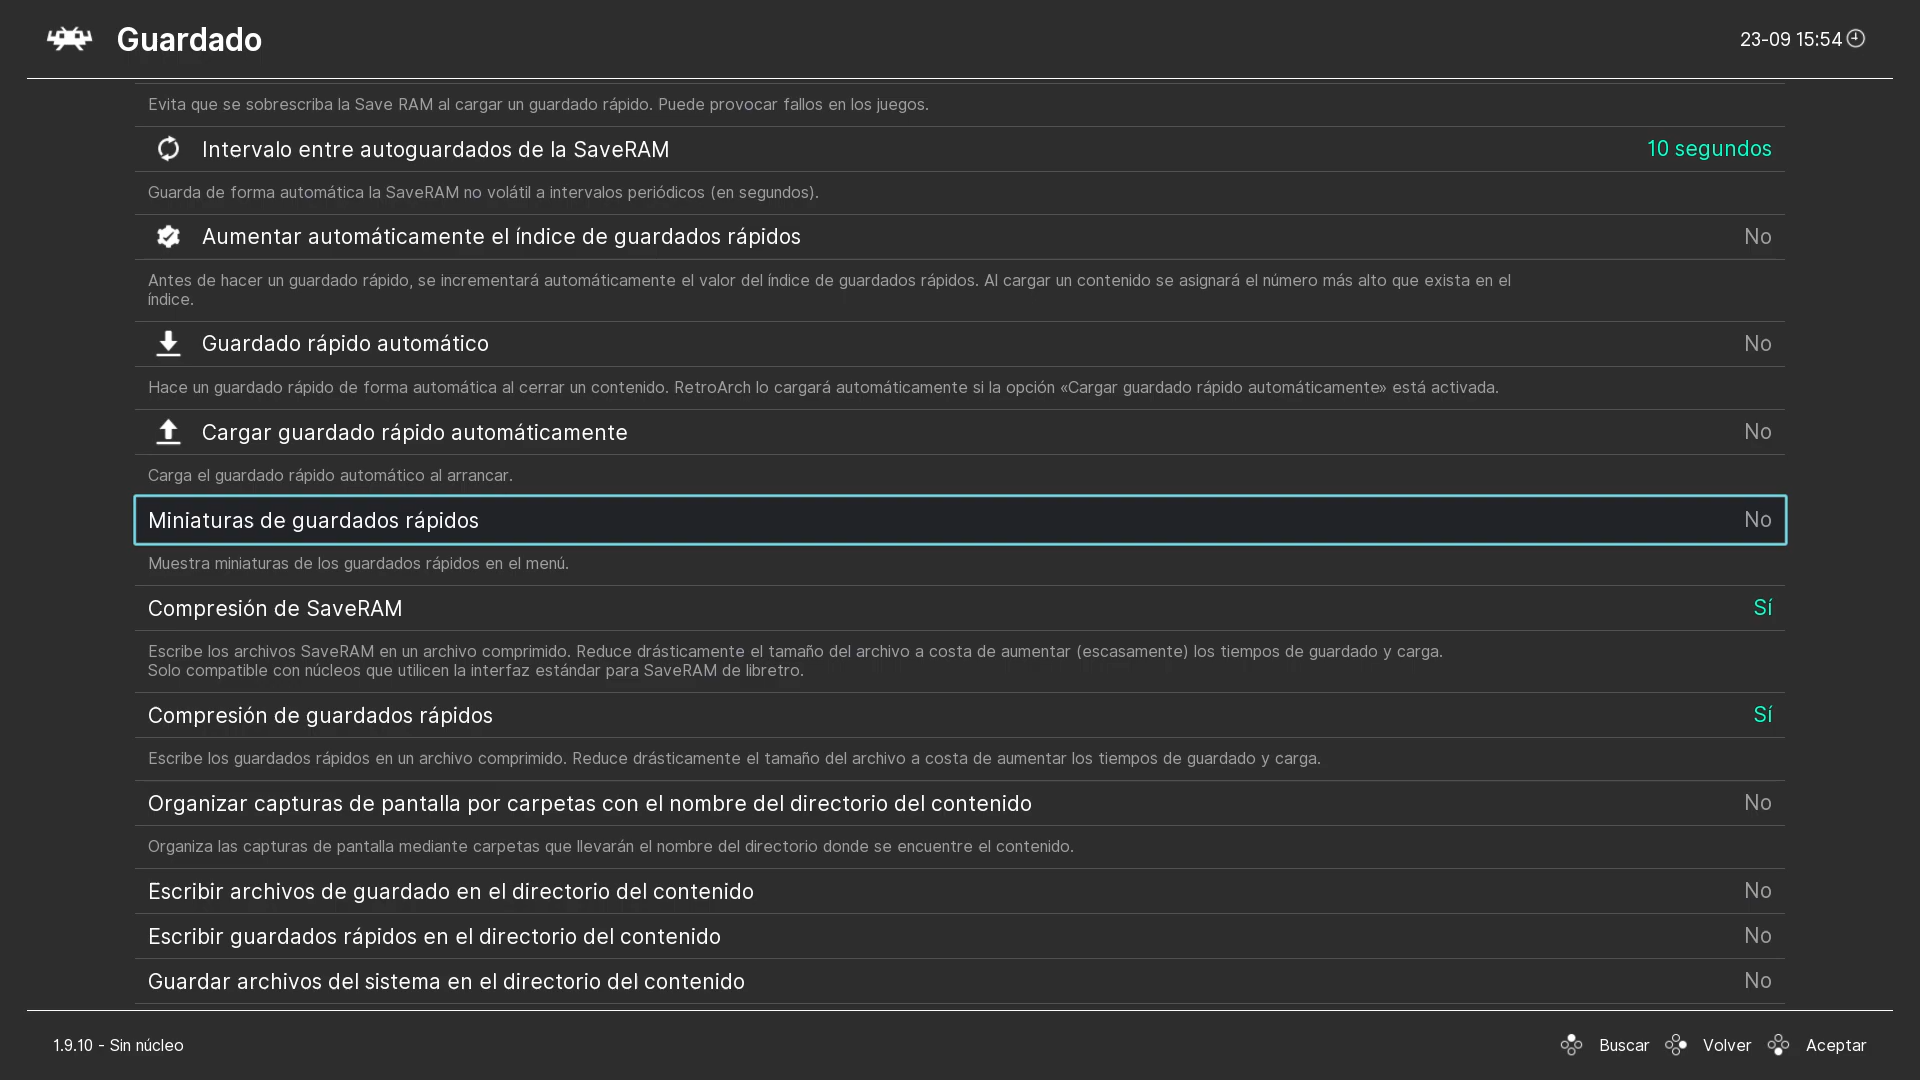 Guardado
23-09 15:54
Evita que se sobrescriba la Save RAM al cargar un guardado rápido. Puede provocar fallos en los juegos.
Intervalo entre autoguardados de la SaveRAM
10 segundos
Guarda de forma automática la SaveRAM no volátil a intervalos periódicos (en segundos).
Aumentar automáticamente el índice de guardados rápidos
No
Antes de hacer un guardado rápido, se incrementará automáticamente el valor del índice de guardados rápidos. Al cargar un contenido se asignará el número más alto que exista en el
índice.
Guardado rápido automático
No
Hace un guardado rápido de forma automática al cerrar un contenido. RetroArch lo cargará automáticamente si la opción «Cargar guardado rápido automáticamente» está activada.
Cargar guardado rápido automáticamente
No
Carga el guardado rápido automático al arrancar.
Miniaturas de guardados rápidos
No
Muestra miniaturas de los guardados rápidos en el menú.
Compresión de SaveRAM
Sí
Escribe los archivos SaveRAM en un archivo comprimido. Reduce drásticamente el tamaño del archivo a costa de aumentar (escasamente) los tiempos de guardado y carga.
Solo compatible con núcleos que utilicen la interfaz estándar para SaveRAM de libretro.
Compresión de guardados rápidos
Sí
Escribe los guardados rápidos en un archivo comprimido. Reduce drásticamente el tamaño del archivo a costa de aumentar los tiempos de guardado y carga.
Organizar capturas de pantalla por carpetas con el nombre del directorio del contenido
No
Organiza las capturas de pantalla mediante carpetas que llevarán el nombre del directorio donde se encuentre el contenido.
Escribir archivos de guardado en el directorio del contenido
No
Escribir guardados rápidos en el directorio del contenido
No
Guardar archivos del sistema en el directorio del contenido
No
1.9.10 - Sin núcleo
Buscar
Volver
Aceptar